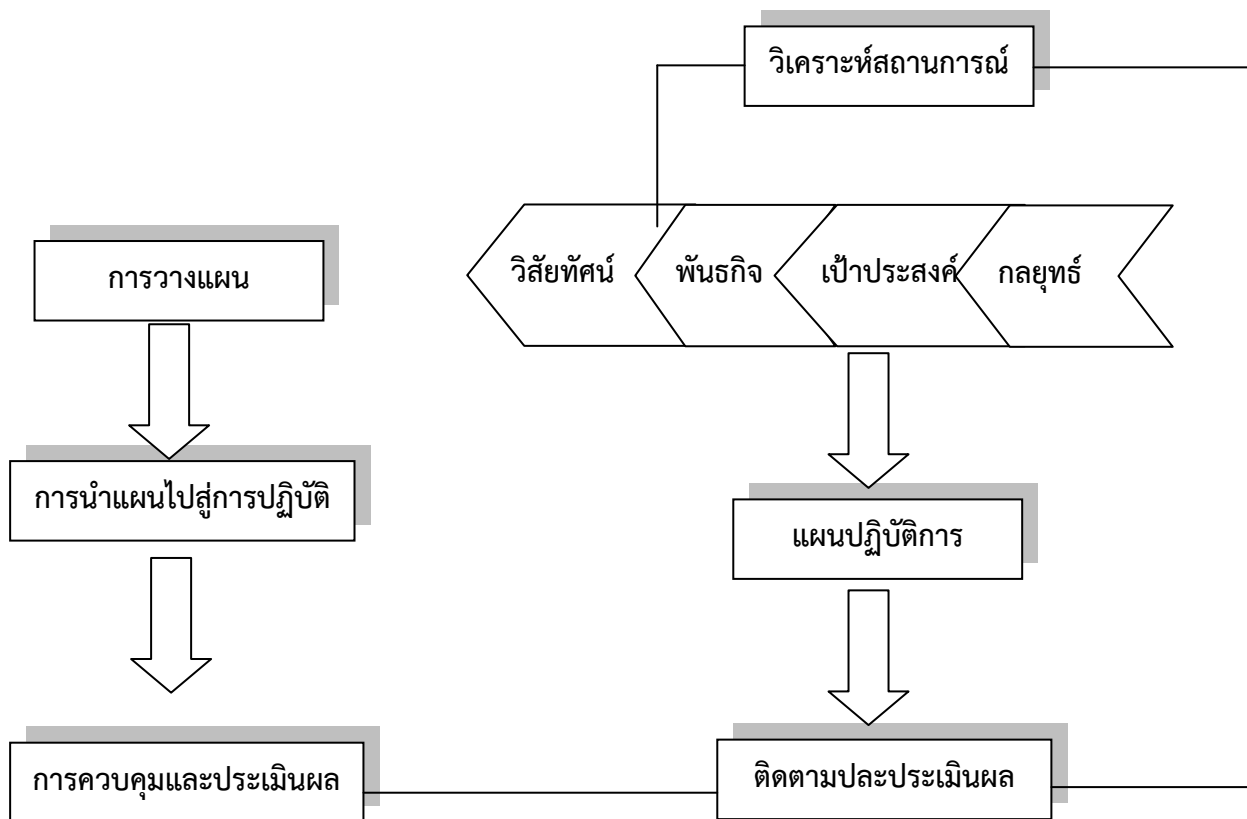 วิเคราะห์สถานการณ์
วิสัยทัศน์ พันธกิจ เป้าประสงค์ กลยุทธ์
การวางแผน
การนำแผนไปสู่การปฏิบัติ
แผนปฏิบัติการ
การควบคุมและประเมินผล
ติดตามปละประเมินผล